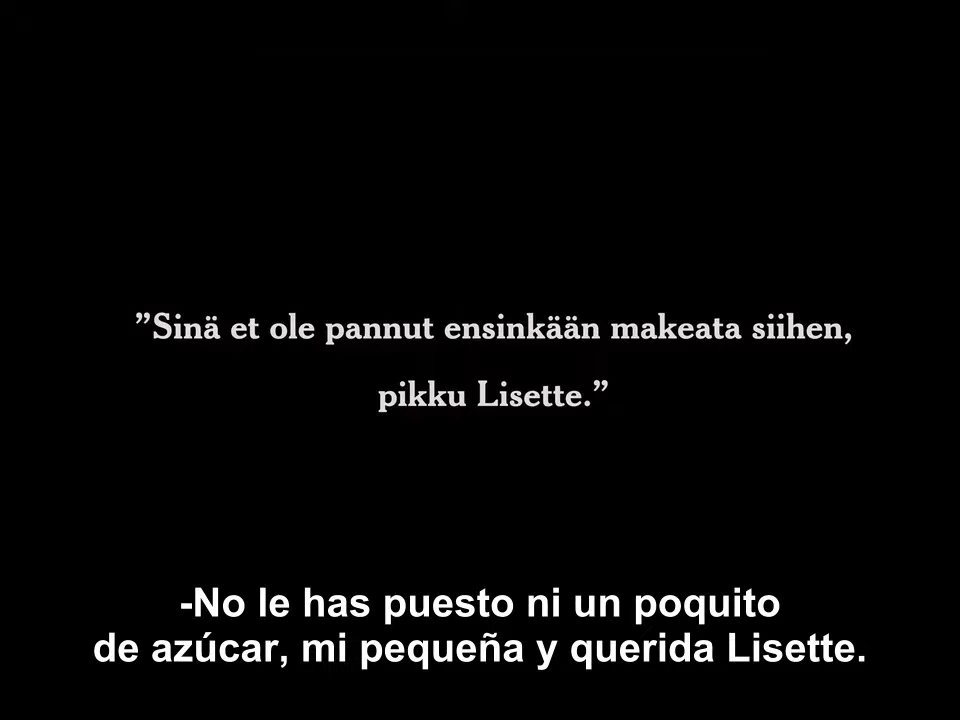 ”Sinä et ole pannut ensinkään makeata siihen,
pikku Lisette.”
-No le has puesto ni un poquito
de azúcar, mi pequeña y querida Lisette.